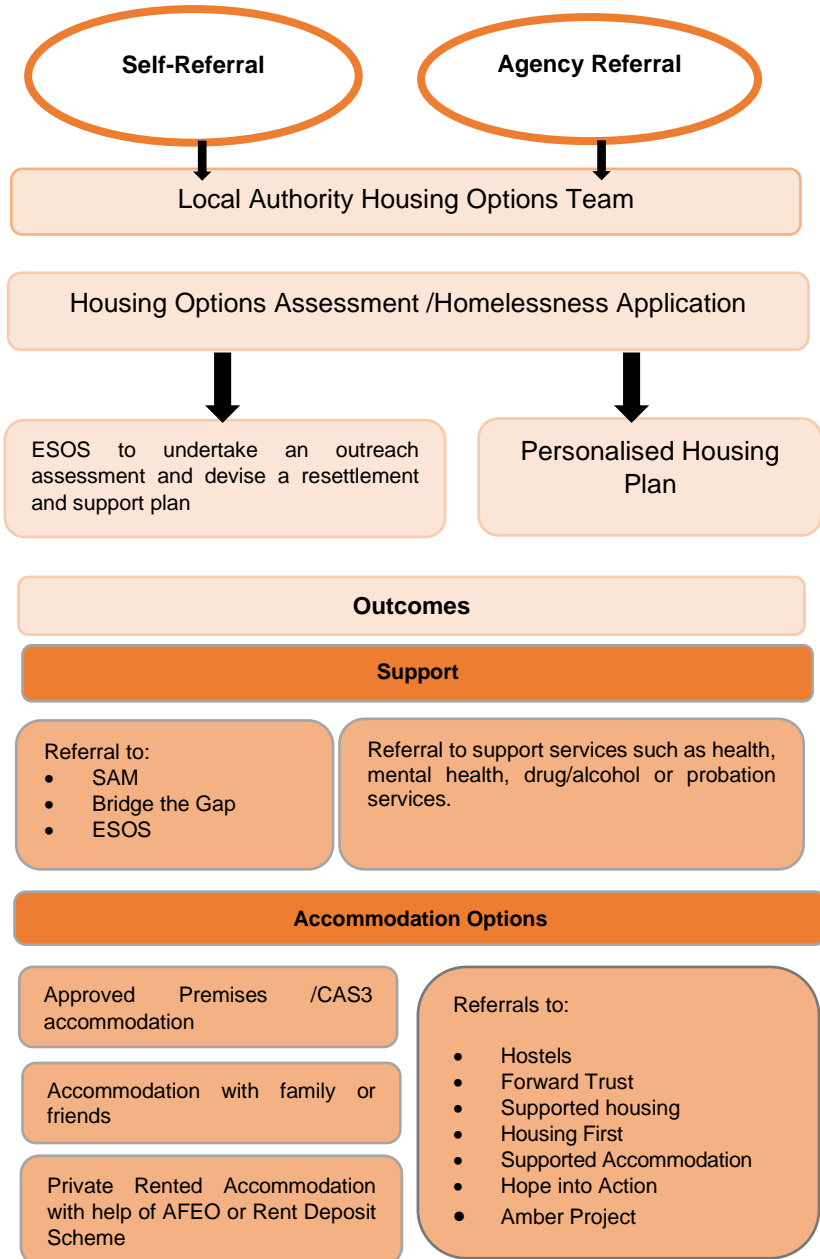 Self-Referral
Agency Referral
Local Authority Housing Options Team
Housing Options Assessment /Homelessness Application
ESOS to undertake an outreach
assessment and devise a resettlement
and support plan
Personalised Housing
Plan
Outcomes
Support
Referral to:
• SAM
• Bridge the Gap
• ESOS
Referral to support services such as health,
mental health, drug/alcohol or probation
services.
Accommodation Options
Approved Premises /CAS3
accommodation
Accommodation with family or
friends
Private Rented Accommodation
with help of AFEO or Rent Deposit
Scheme
Referrals to:
• Hostels
• Forward Trust
• Supported housing
• Housing First
• Supported Accommodation
• Hope into Action
• Amber Project